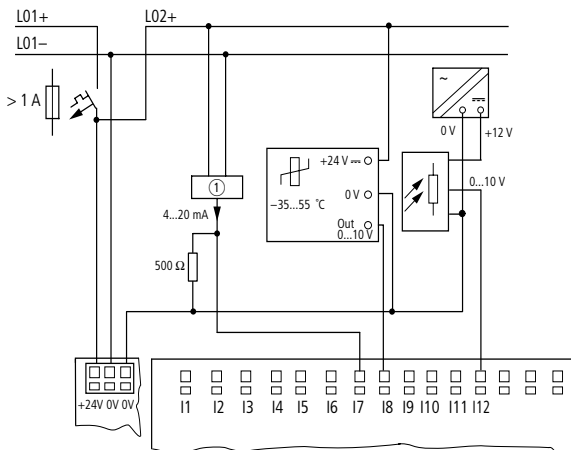 L01+
L02+
L01–
> 1 A
~
0 V
+12 V
+24 V
0 V
–35...55 °C
Out
0...10 V
0...10 V
1
4...20 mA
500 Ω
+24V 0V 0V
I1 I2 I3 I4 I5 I6 I7 I8 I9 I10 I11 I12